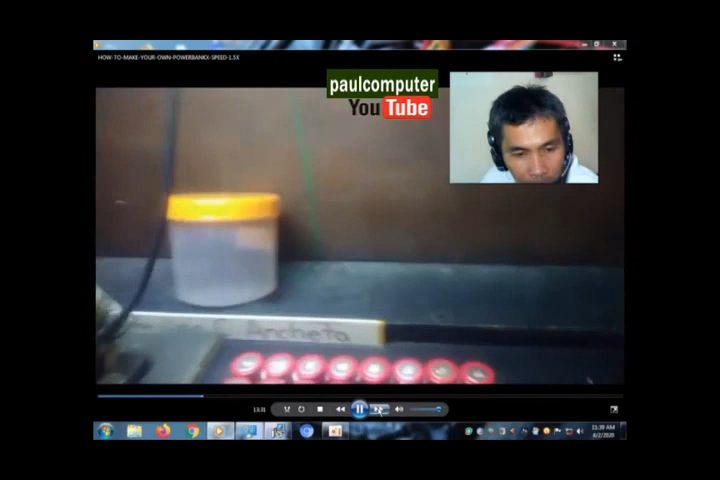 HOW-TO-MAKE-YOUR-OWN-POWERBANKX-SPEED-1.5X
paulcomputer
YouTube
Archeta
13:31
11:39 AM
6/2/2020